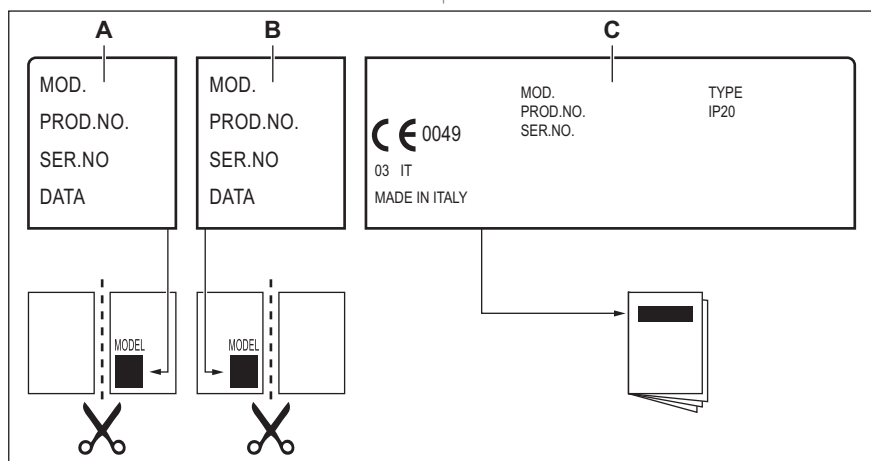 A
B
C
MOD.
PROD.NO.
SER.NO
DATA
MOD.
PROD.NO.
SER.NO
DATA
MOD.
PROD.NO.
SER.NO.
TYPE
IP20
CE 0049
03 IT
MADE IN ITALY
MODEL
MODEL